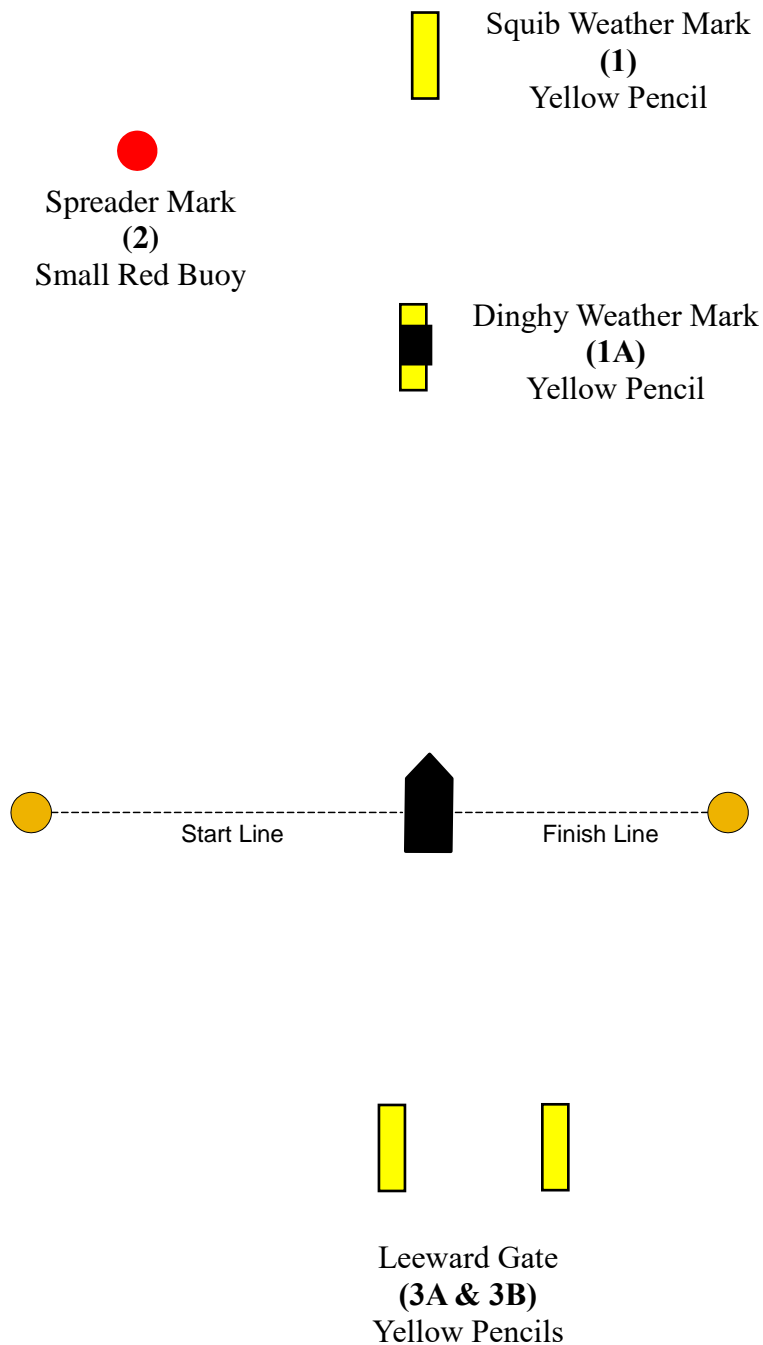 Squib Weather Mark
(1)
Yellow Pencil
Spreader Mark
(2)
Small Red Buoy
Dinghy Weather Mark
(1A)
Yellow Pencil
Start Line
Finish Line
Leeward Gate
(3A & 3B)
Yellow Pencils